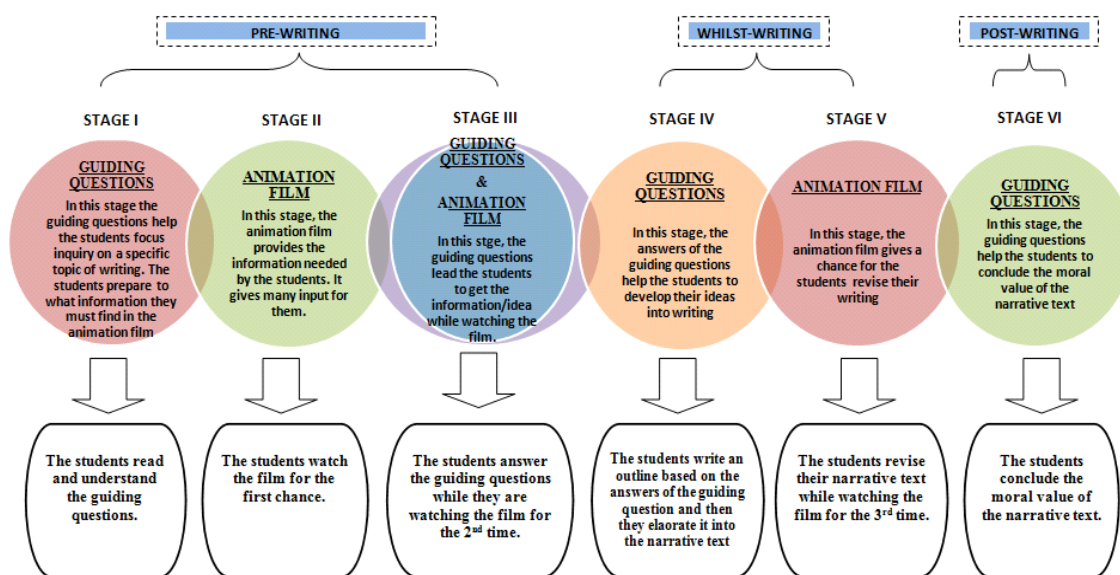 PRE-WRITING
WHILST-WRITING
POST-WRITING
STAGE I
STAGE II
STAGE III
STAGE IV
STAGE V
STAGE VI
GUIDING
QUESTIONS
In this stage the
guiding questions help
the students focus
inquiry on a specific
topic of writing. The
students prepare to
what information they
must find in the
animation film
ANIMATION
FILM
In this stage, the
animation film
provides the
information needed
by the students. It
gives many input for
them.
GUIDING
QUESTIONS
&
ANIMATION
FILM
In this stge, the
guiding questions
lead the students
to get the
information/idea
while watching the
film.
GUIDING
QUESTIONS
In this stage, the
answers of the
guiding questions
help the students to
develop their ideas
into writing
ANIMATION FILM
In this stage, the
animation film gives a
chance for the
students revise their
writing
GUIDING
QUESTIONS
In this stage, the
guiding questions
help the students to
conclude the moral
value of the
narrative text
The students read
and understand
the guiding
questions.
The students watch
the film for the
first chance.
The students answer
the guiding questions
while they are
watching the film for
the 2nd time.
The students write an
outline based on the
answers of the guiding
question and then
they elaorate it into
the narrative text
The students revise
their narrative text
while watching the
film for the 3rd time.
The students
conclude the
moral value of
the narrative text.